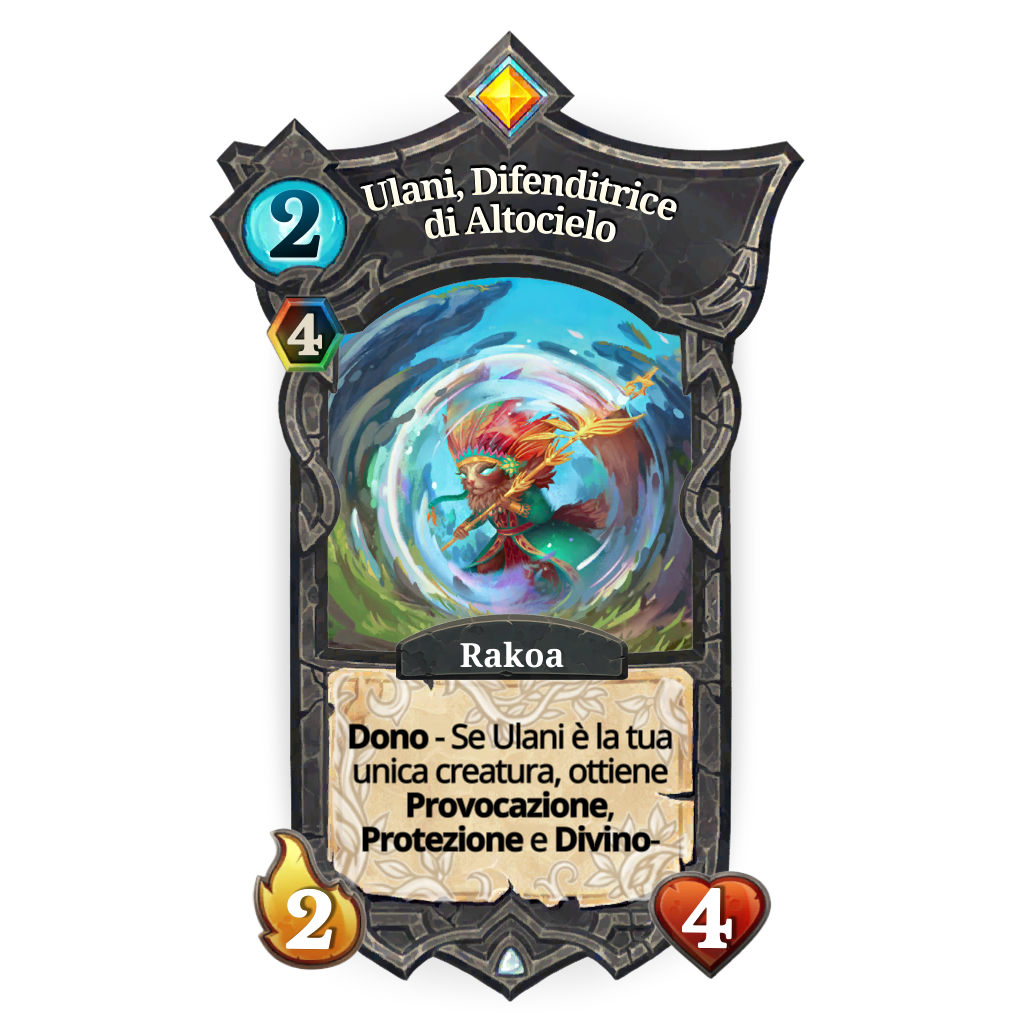 2
Ulani, Difenditrice
di Altocielo
4
Rakoa
Dono - Se Ulani è la tua
unica creatura, ottiene
Provocazione,
Protezione e Divino-
2
4